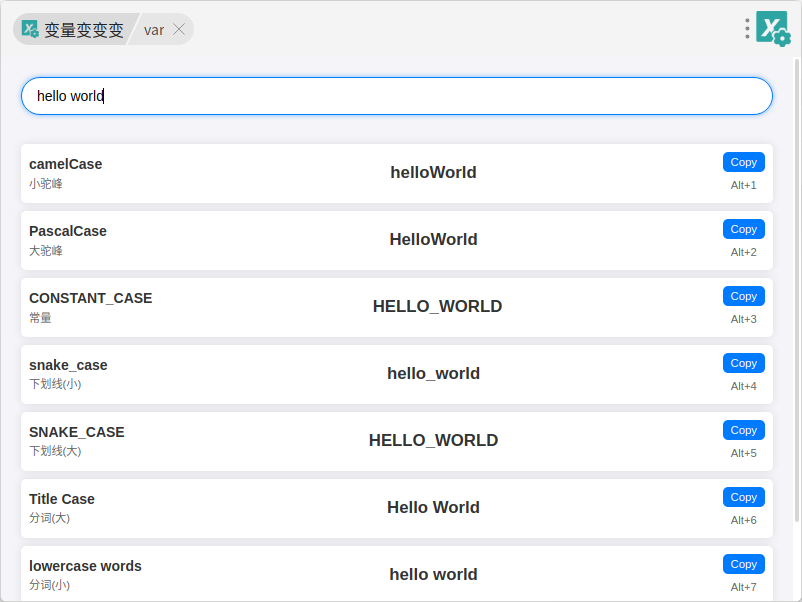 变量变变变 var
hello world
camelCase
小驼峰
helloWorld
Copy
Alt+1
PascalCase
大驼峰
HelloWorld
Copy
Alt+2
CONSTANT_CASE
常量
HELLO_WORLD
Copy
Alt+3
snake_case
下划线(小)
hello_world
Copy
Alt+4
SNAKE_CASE
下划线(大)
HELLO_WORLD
Copy
Alt+5
Title Case
分词(大)
Hello World
Copy
Alt+6
lowercase words
分词(小)
hello world
Copy
Alt+7